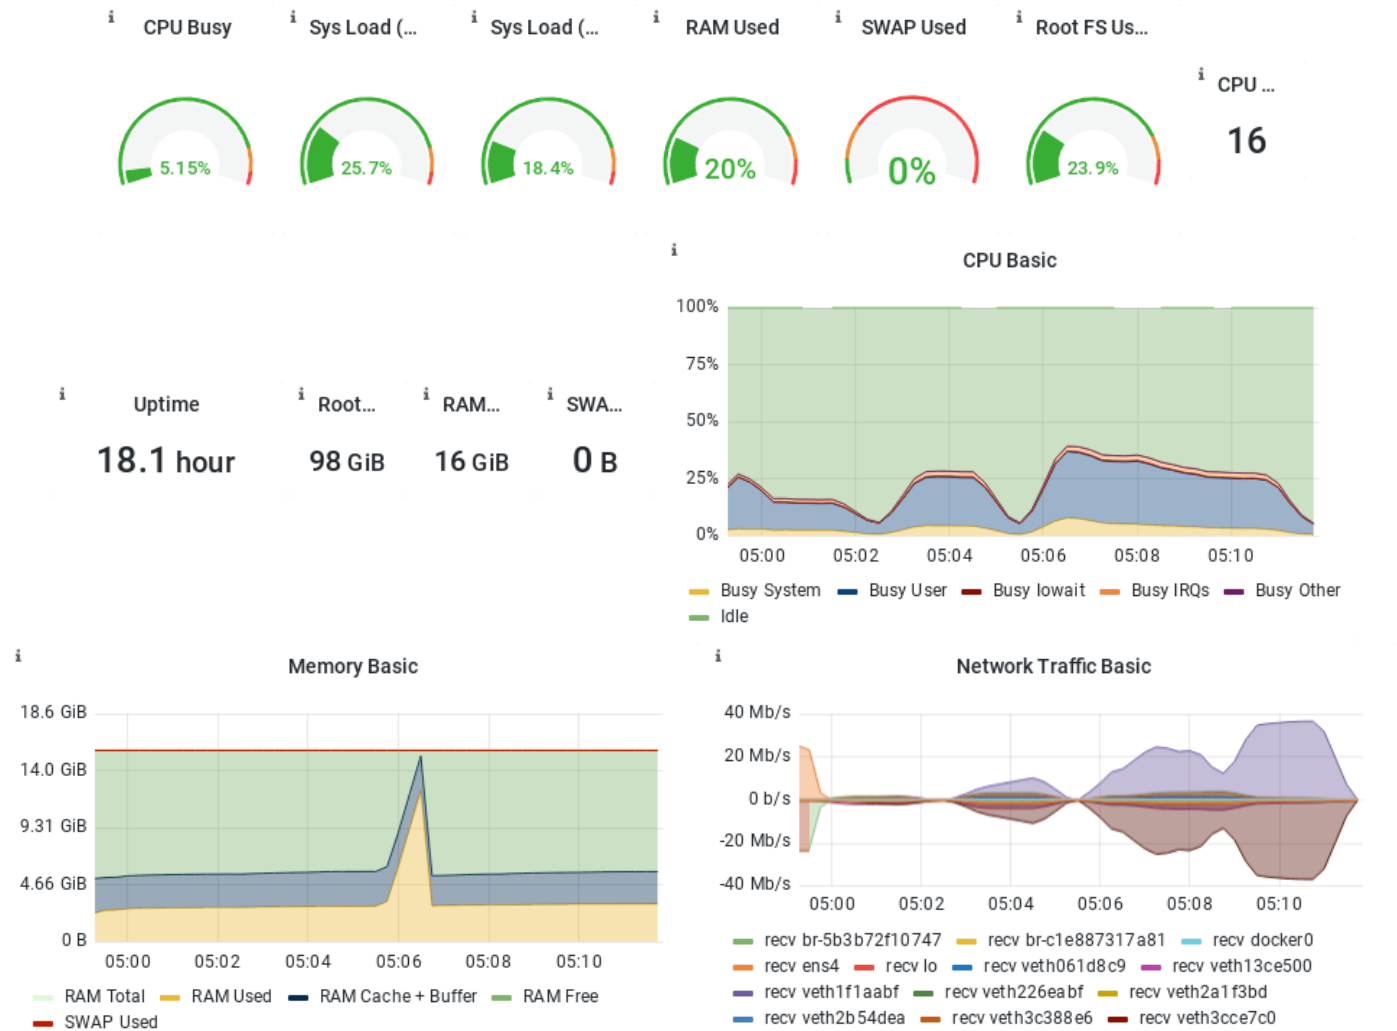 CPU Busy
Sys Load (...
Sys Load (...
RAM Used
SWAP Used
Root FS Us...
CPU ...
5.15%
25.7%
18.4%
20%
0%
23.9%
16
Uptime
Root...
RAM...
SWA...
18.1 hour
98 GiB
16 GiB
0 B
CPU Basic
100%
75%
50%
25%
0%
05:00 05:02 05:04 05:06 05:08 05:10
Busy System Busy User Busy Iowait Busy IRQs Busy Other
Idle
Memory Basic
18.6 GiB
14.0 GiB
9.31 GiB
4.66 GiB
0 B
05:00 05:02 05:04 05:06 05:08 05:10
RAM Total RAM Used RAM Cache + Buffer RAM Free
SWAP Used
Network Traffic Basic
40 Mb/s
20 Mb/s
0 b/s
-20 Mb/s
-40 Mb/s
05:00 05:02 05:04 05:06 05:08 05:10
recv br-5b3b72f10747 recv br-c1e887317a81 recv docker0
recv ens4 recv lo recv veth061d8c9 recv veth13ce500
recv veth1f1aabf recv veth226eabf recv veth2a1f3bd
recv veth2b54dea recv veth3c388e6 recv veth3cce7c0